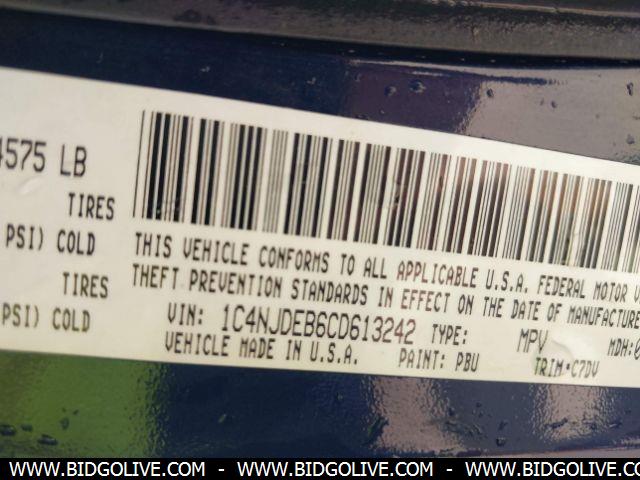 4575 LB
TIRES
PSI) COLD
TIRES
PSI) COLD
THIS VEHICLE CONFORMS TO ALL APPLICABLE U.S.A. FEDERAL MOTOR V
THEFT PREVENTION STANDARDS IN EFFECT ON THE DATE OF MANUFACTURE
VIN: 1C4NJDEB6CD613242 TYPE: MPV MDH:0
VEHICLE MADE IN U.S.A. PAINT: PBU TRIM:C7DV
WWW.BIDGOLIVE.COM - WWW.BIDGOLIVE.COM - WWW.BIDGOLIVE.COM